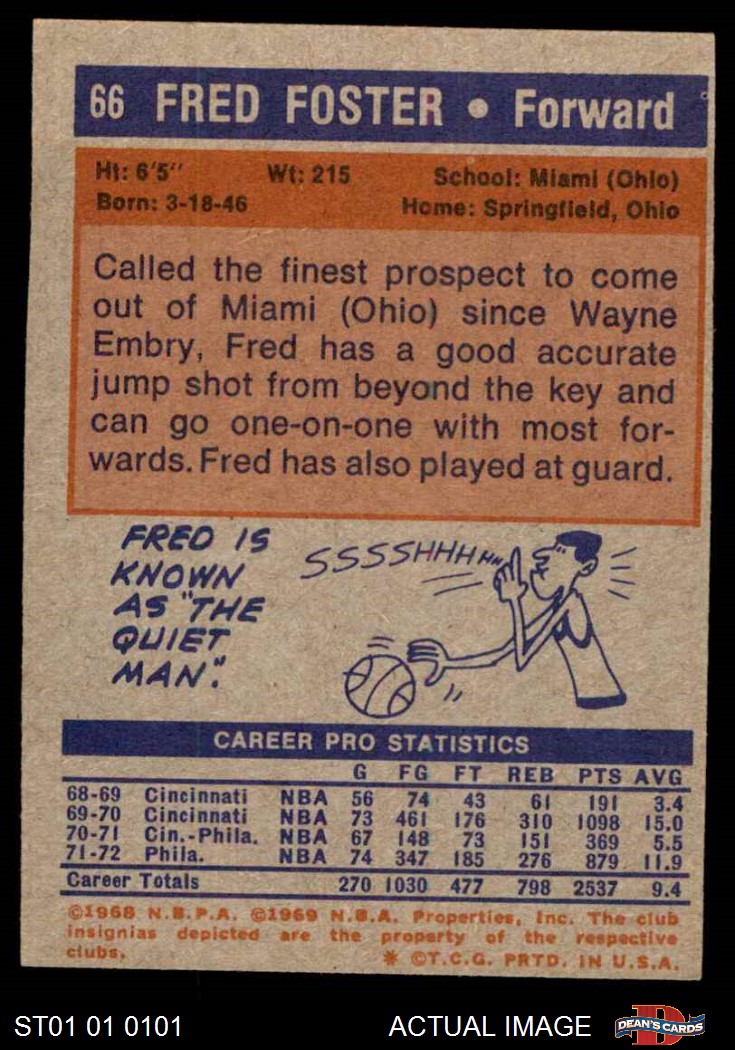 66 FRED FOSTER • Forward
Ht: 6'5" Wt: 215 School: Miami (Ohio)
Born: 3-18-46 Home: Springfield, Ohio
Called the finest prospect to come
out of Miami (Ohio) since Wayne
Embry, Fred has a good accurate
jump shot from beyond the key and
can go one-on-one with most for-
wards. Fred has also played at guard.
FRED IS
KNOWN
AS "THE
QUIET
MAN".
SSSSHHHHHH
CAREER PRO STATISTICS
G FG FT REB PTS AVG
68-69 Cincinnati NBA 56 74 43 61 191 3.4
69-70 Cincinnati NBA 73 461 176 310 1098 15.0
70-71 Cin.-Phila. NBA 67 148 73 151 369 5.5
71-72 Phila. NBA 74 347 185 276 879 11.9
Career Totals 270 1030 477 798 2537 9.4
©1968 N.B.P.A. ©1969 N.B.A. Properties, Inc. The club
insignias depicted are the property of the respective
clubs. * ©T.C.G. PRTD. IN U.S.A.
ST01 01 0101 ACTUAL IMAGE D DEAN'S CARDS